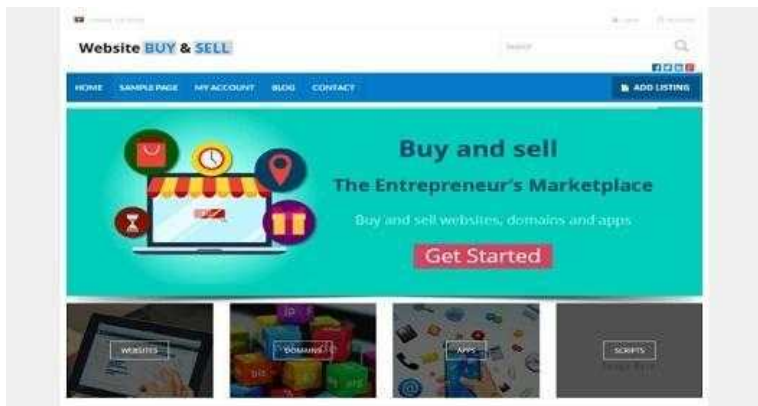 Website BUY & SELL
Search
HOME SAMPLE PAGE MY ACCOUNT BLOG CONTACT
ADD LISTING
Buy and sell
The Entrepreneur's Marketplace
Buy and sell websites, domains and apps
Get Started
WEBSITES
DOMAINS
APPS
SCRIPTS